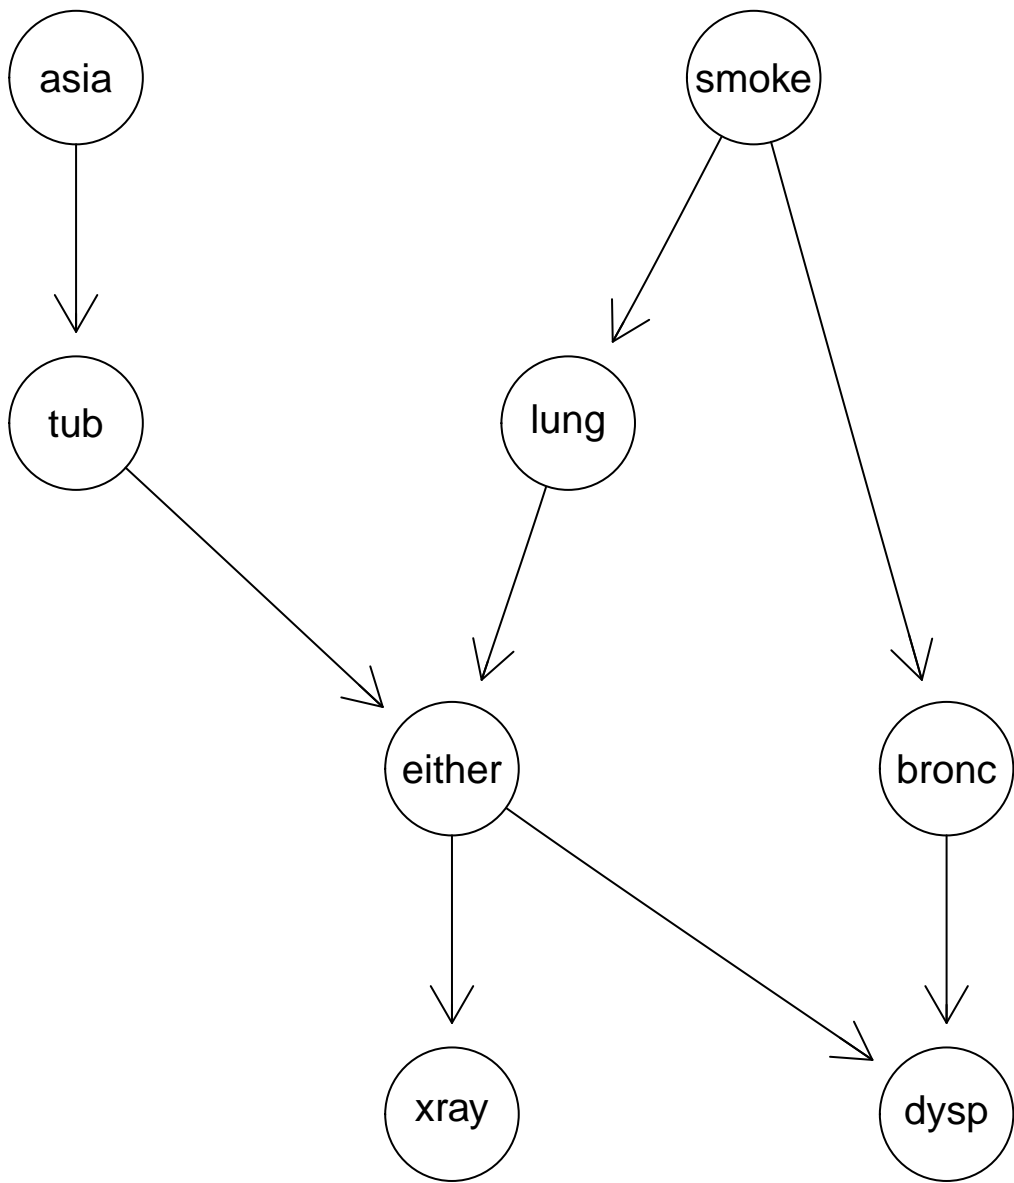 asia
smoke
tub
lung
either
bronc
xray
dysp